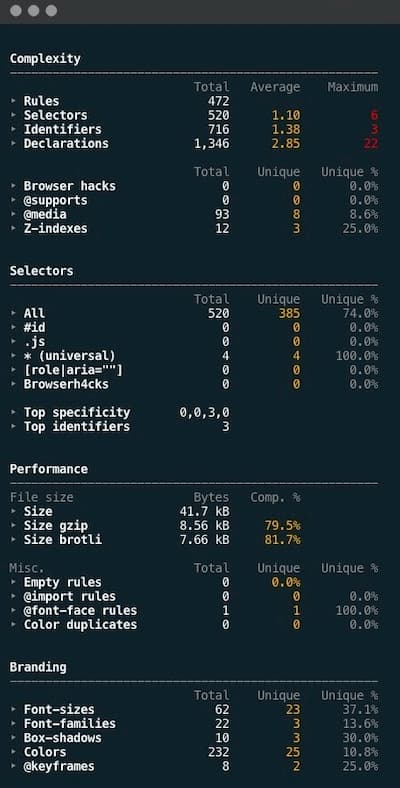 Complexity
Total Average Maximum
▸ Rules 472
▸ Selectors 520 1.10 6
▸ Identifiers 716 1.38 3
▸ Declarations 1,346 2.85 22
Total Unique Unique %
▸ Browser hacks 0 0 0.0%
▸ @supports 0 0 0.0%
▸ @media 93 8 8.6%
▸ Z-indexes 12 3 25.0%
Selectors
Total Unique Unique %
▸ All 520 385 74.0%
▸ #id 0 0 0.0%
▸ .js 0 0 0.0%
▸ * (universal) 4 4 100.0%
▸ [role|aria=""] 0 0 0.0%
▸ Browserh4cks 0 0 0.0%
▸ Top specificity 0,0,3,0
▸ Top identifiers 3
Performance
File size Bytes Comp. %
▸ Size 41.7 kB
▸ Size gzip 8.56 kB 79.5%
▸ Size brotli 7.66 kB 81.7%
Misc. Total Unique Unique %
▸ Empty rules 0 0.0%
▸ @import rules 0 0 0.0%
▸ @font-face rules 1 1 100.0%
▸ Color duplicates 0 0 0.0%
Branding
Total Unique Unique %
▸ Font-sizes 62 23 37.1%
▸ Font-families 22 3 13.6%
▸ Box-shadows 10 3 30.0%
▸ Colors 232 25 10.8%
▸ @keyframes 8 2 25.0%